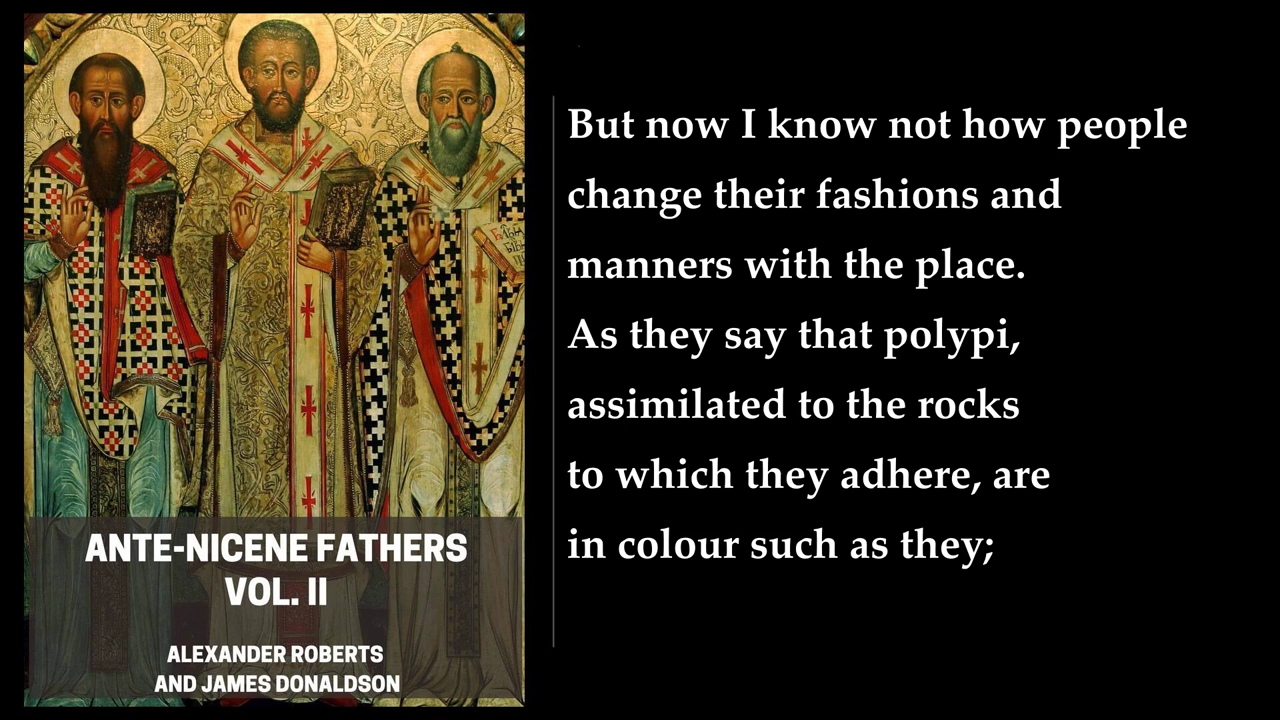 ANTE-NICENE FATHERS
VOL. II
ALEXANDER ROBERTS
AND JAMES DONALDSON
But now I know not how people
change their fashions and
manners with the place.
As they say that polypi,
assimilated to the rocks
to which they adhere, are
in colour such as they;